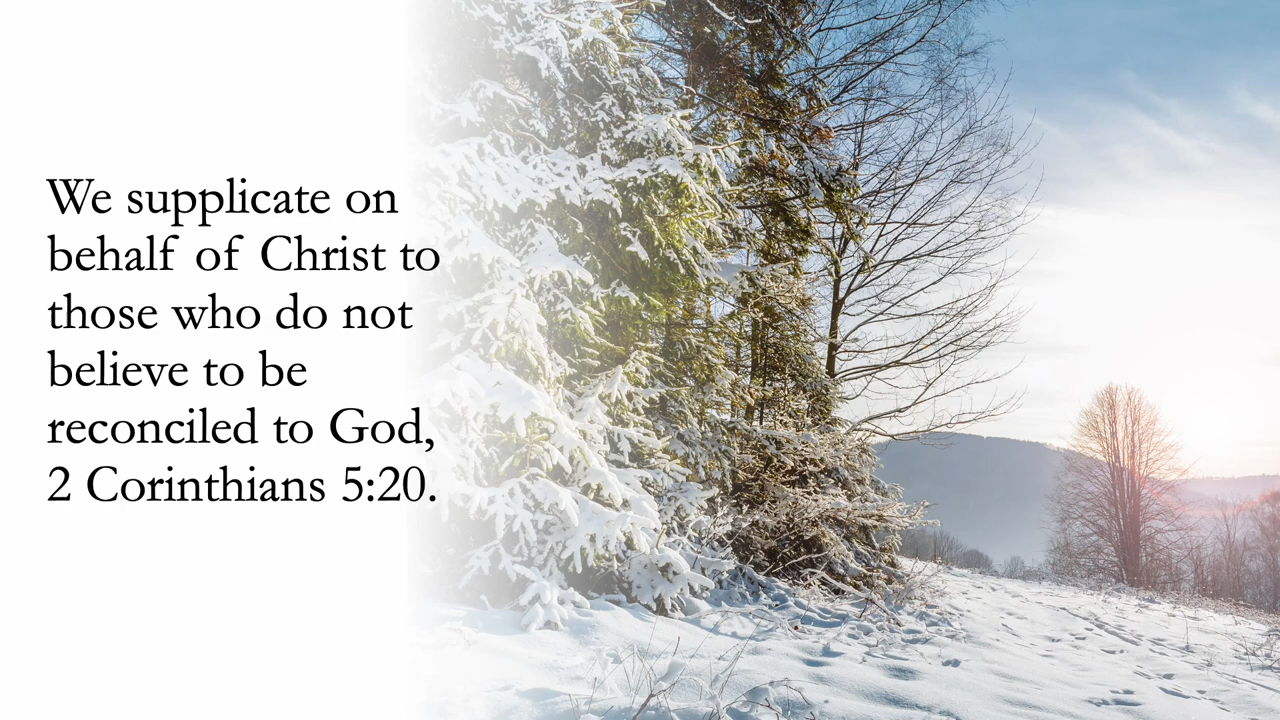 We supplicate on
behalf of Christ to
those who do not
believe to be
reconciled to God,
2 Corinthians 5:20.